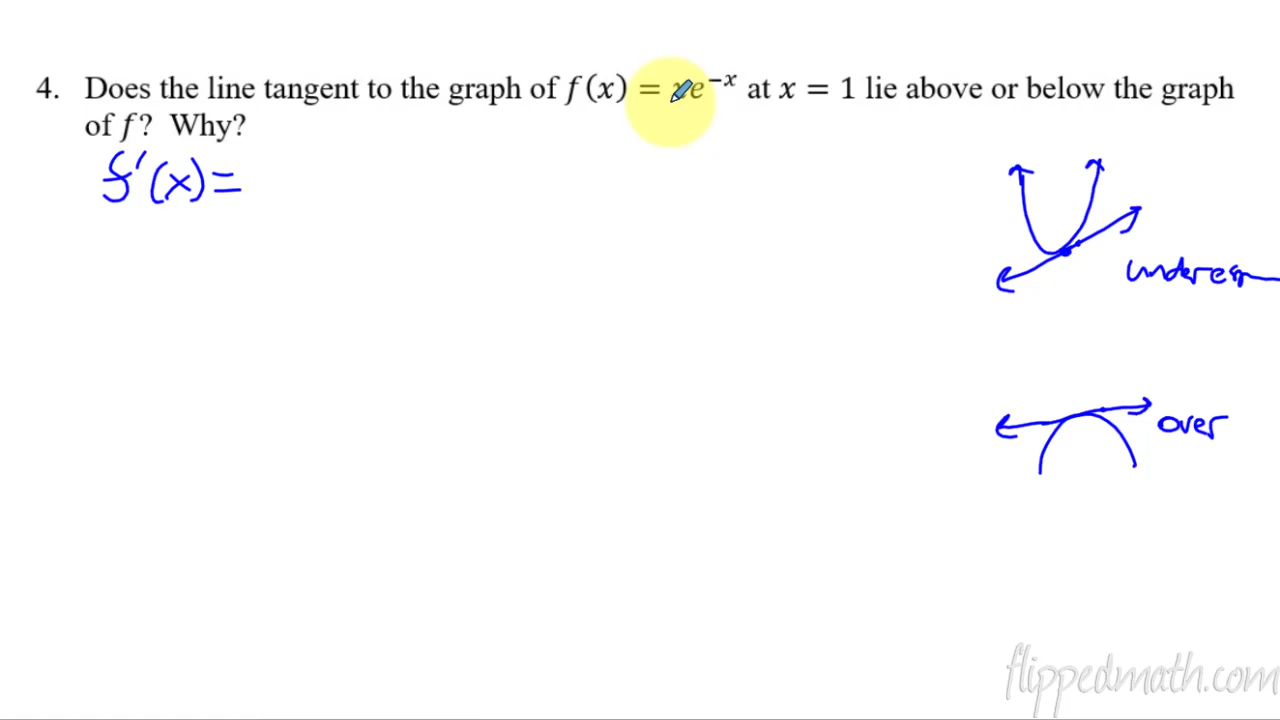 4. Does the line tangent to the graph of f(x) = xe⁻ˣ at x = 1 lie above or below the graph
of f? Why?
f'(x)=
over
flippedmath.com